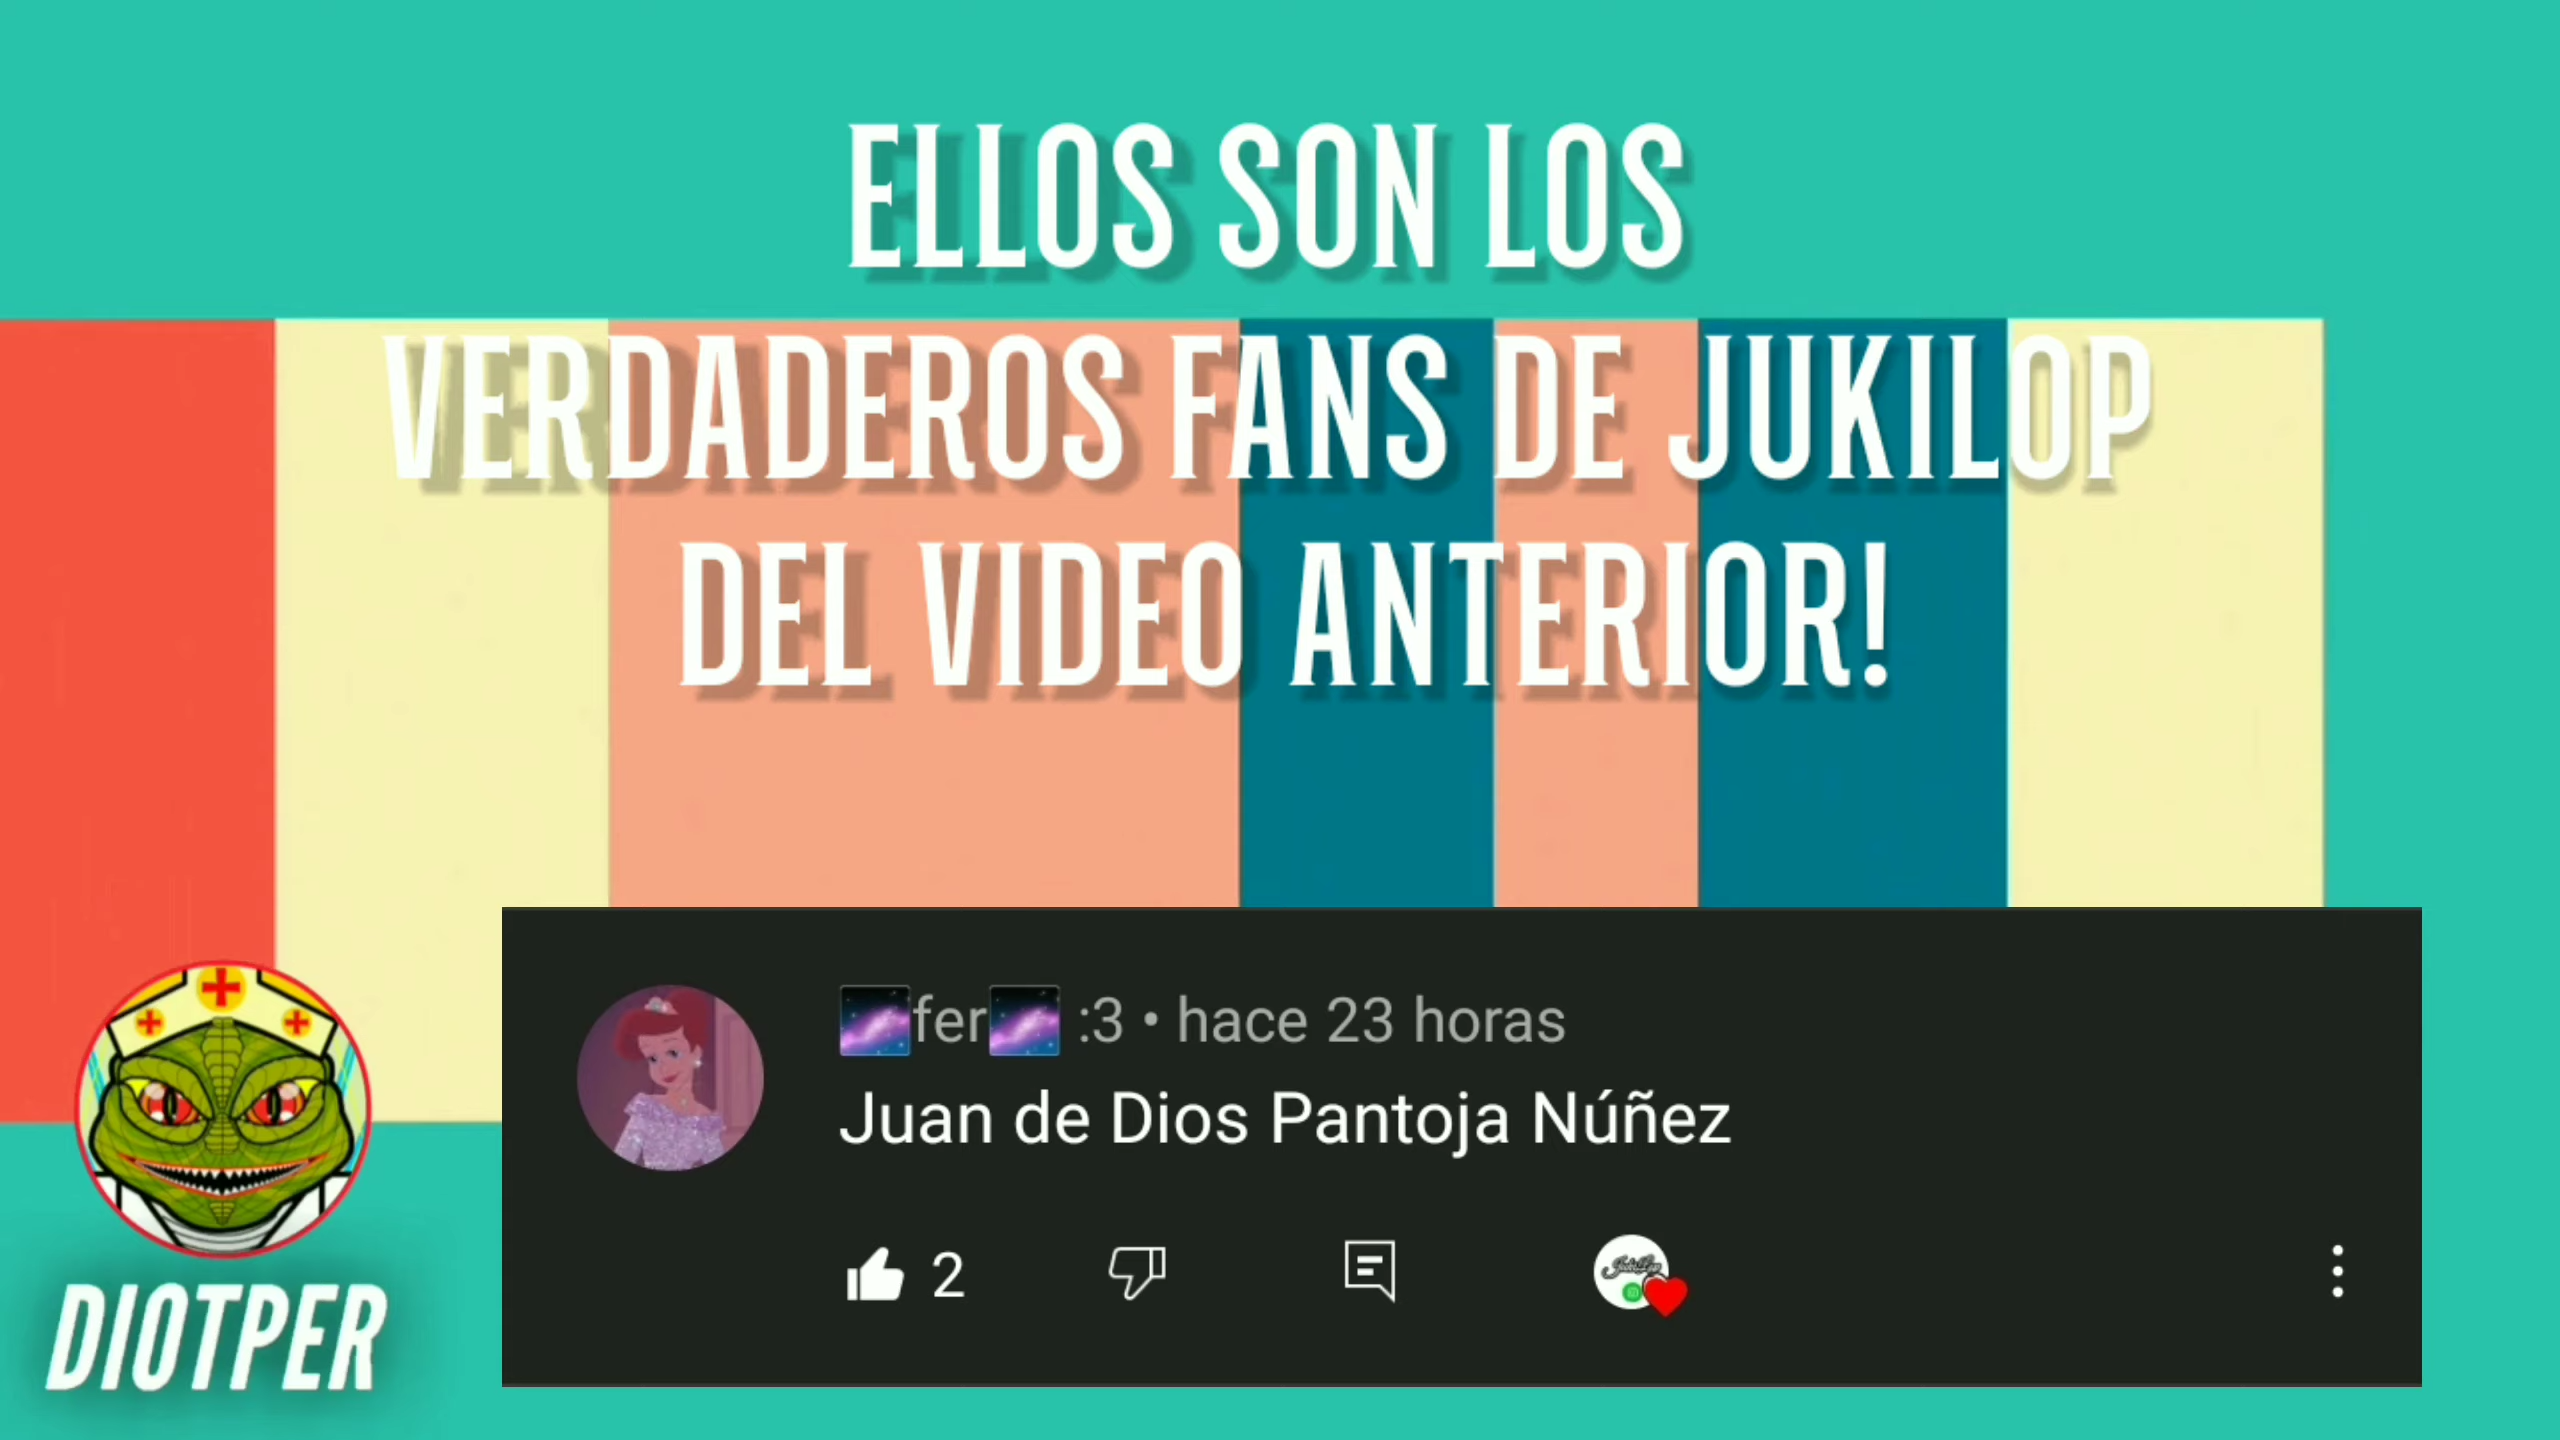 ELLOS SON LOS
VERDADEROS FANS DE JUKILOP
DEL VIDEO ANTERIOR!
🌌fer🌌 :3 • hace 23 horas
Juan de Dios Pantoja Núñez
2
DIOTPER